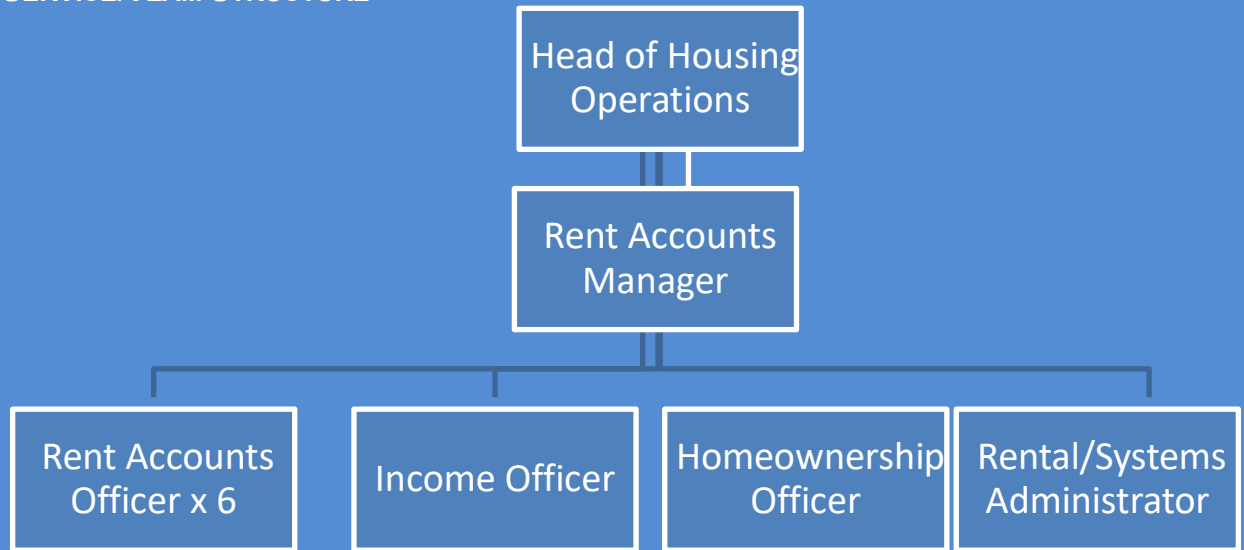 Head of Housing
Operations
Rent Accounts
Manager
Rent Accounts
Officer x 6
Income Officer
Homeownership
Officer
Rental/Systems
Administrator